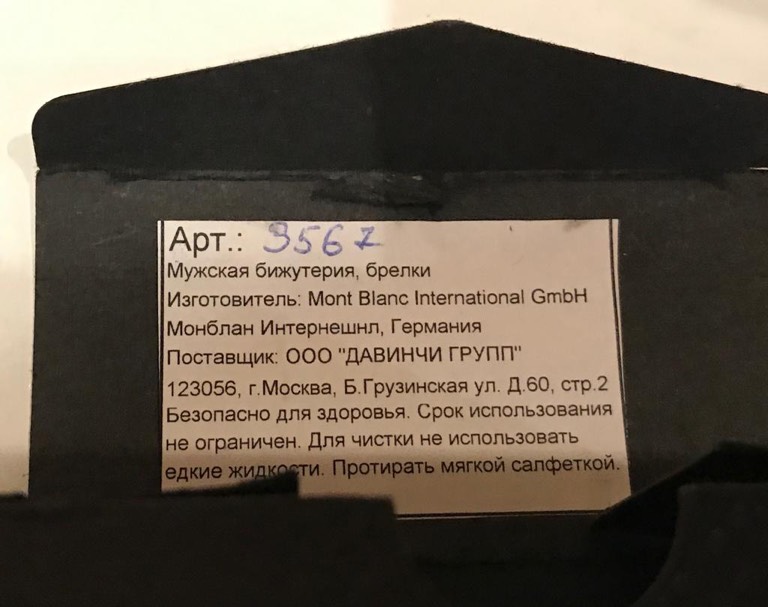 Арт.: 3567
Мужская бижутерия, брелки
Изготовитель: Mont Blanc International GmbH
Монблан Интернешнл, Германия
Поставщик: ООО "ДАВИНЧИ ГРУПП"
123056, г.Москва, Б.Грузинская ул. Д.60, стр.2
Безопасно для здоровья. Срок использования
не ограничен. Для чистки не использовать
едкие жидкости. Протирать мягкой салфеткой.